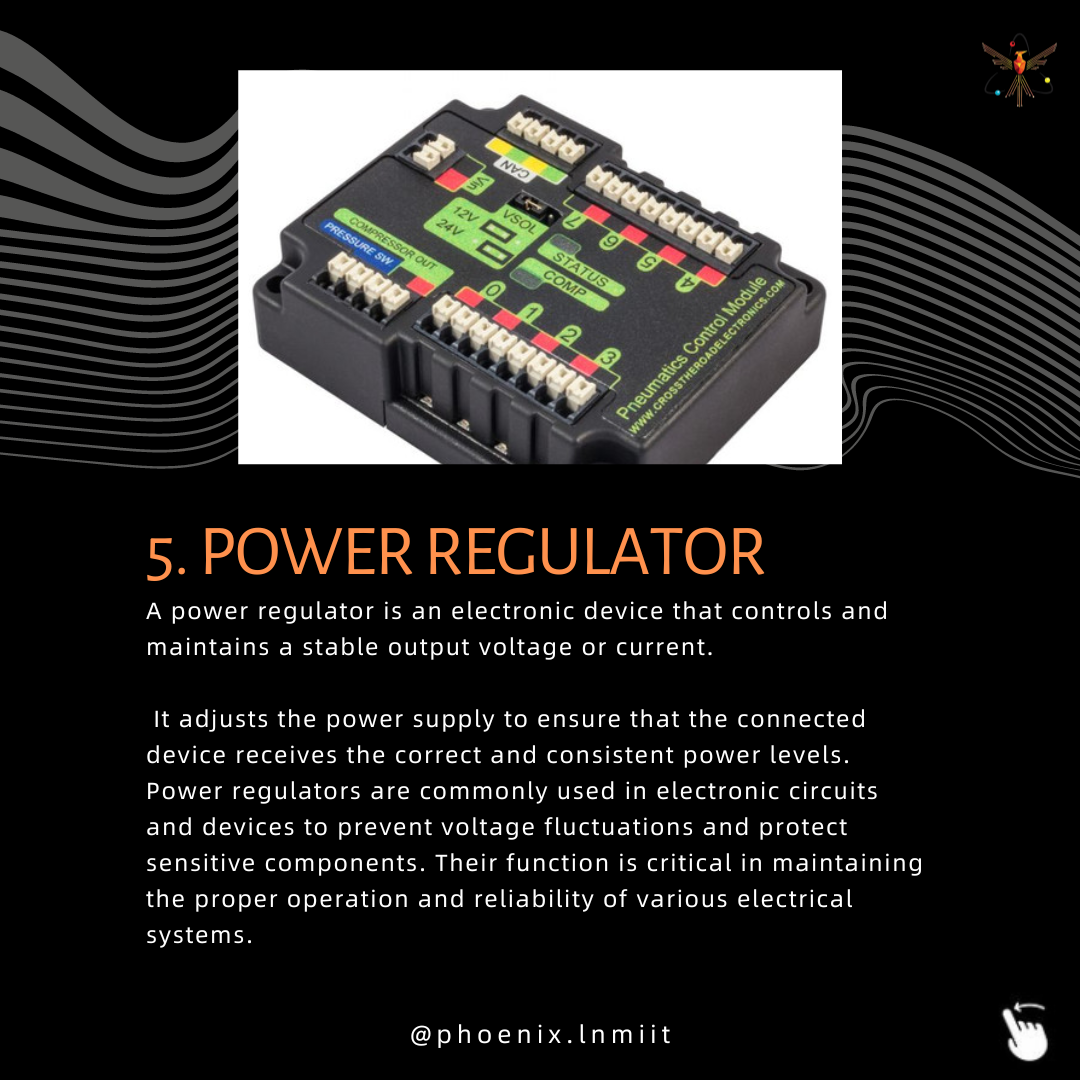 CAN
Vin
VSOL
12V
24V
COMPRESSOR OUT
PRESSURE SW
STATUS
COMP
7
6
5
4
0
1
2
3
Pneumatics Control Module
WWW.CROSSTHEROADELECTRONICS.COM
5. POWER REGULATOR
A power regulator is an electronic device that controls and
maintains a stable output voltage or current.
It adjusts the power supply to ensure that the connected
device receives the correct and consistent power levels.
Power regulators are commonly used in electronic circuits
and devices to prevent voltage fluctuations and protect
sensitive components. Their function is critical in maintaining
the proper operation and reliability of various electrical
systems.
@phoenix.lnmiit